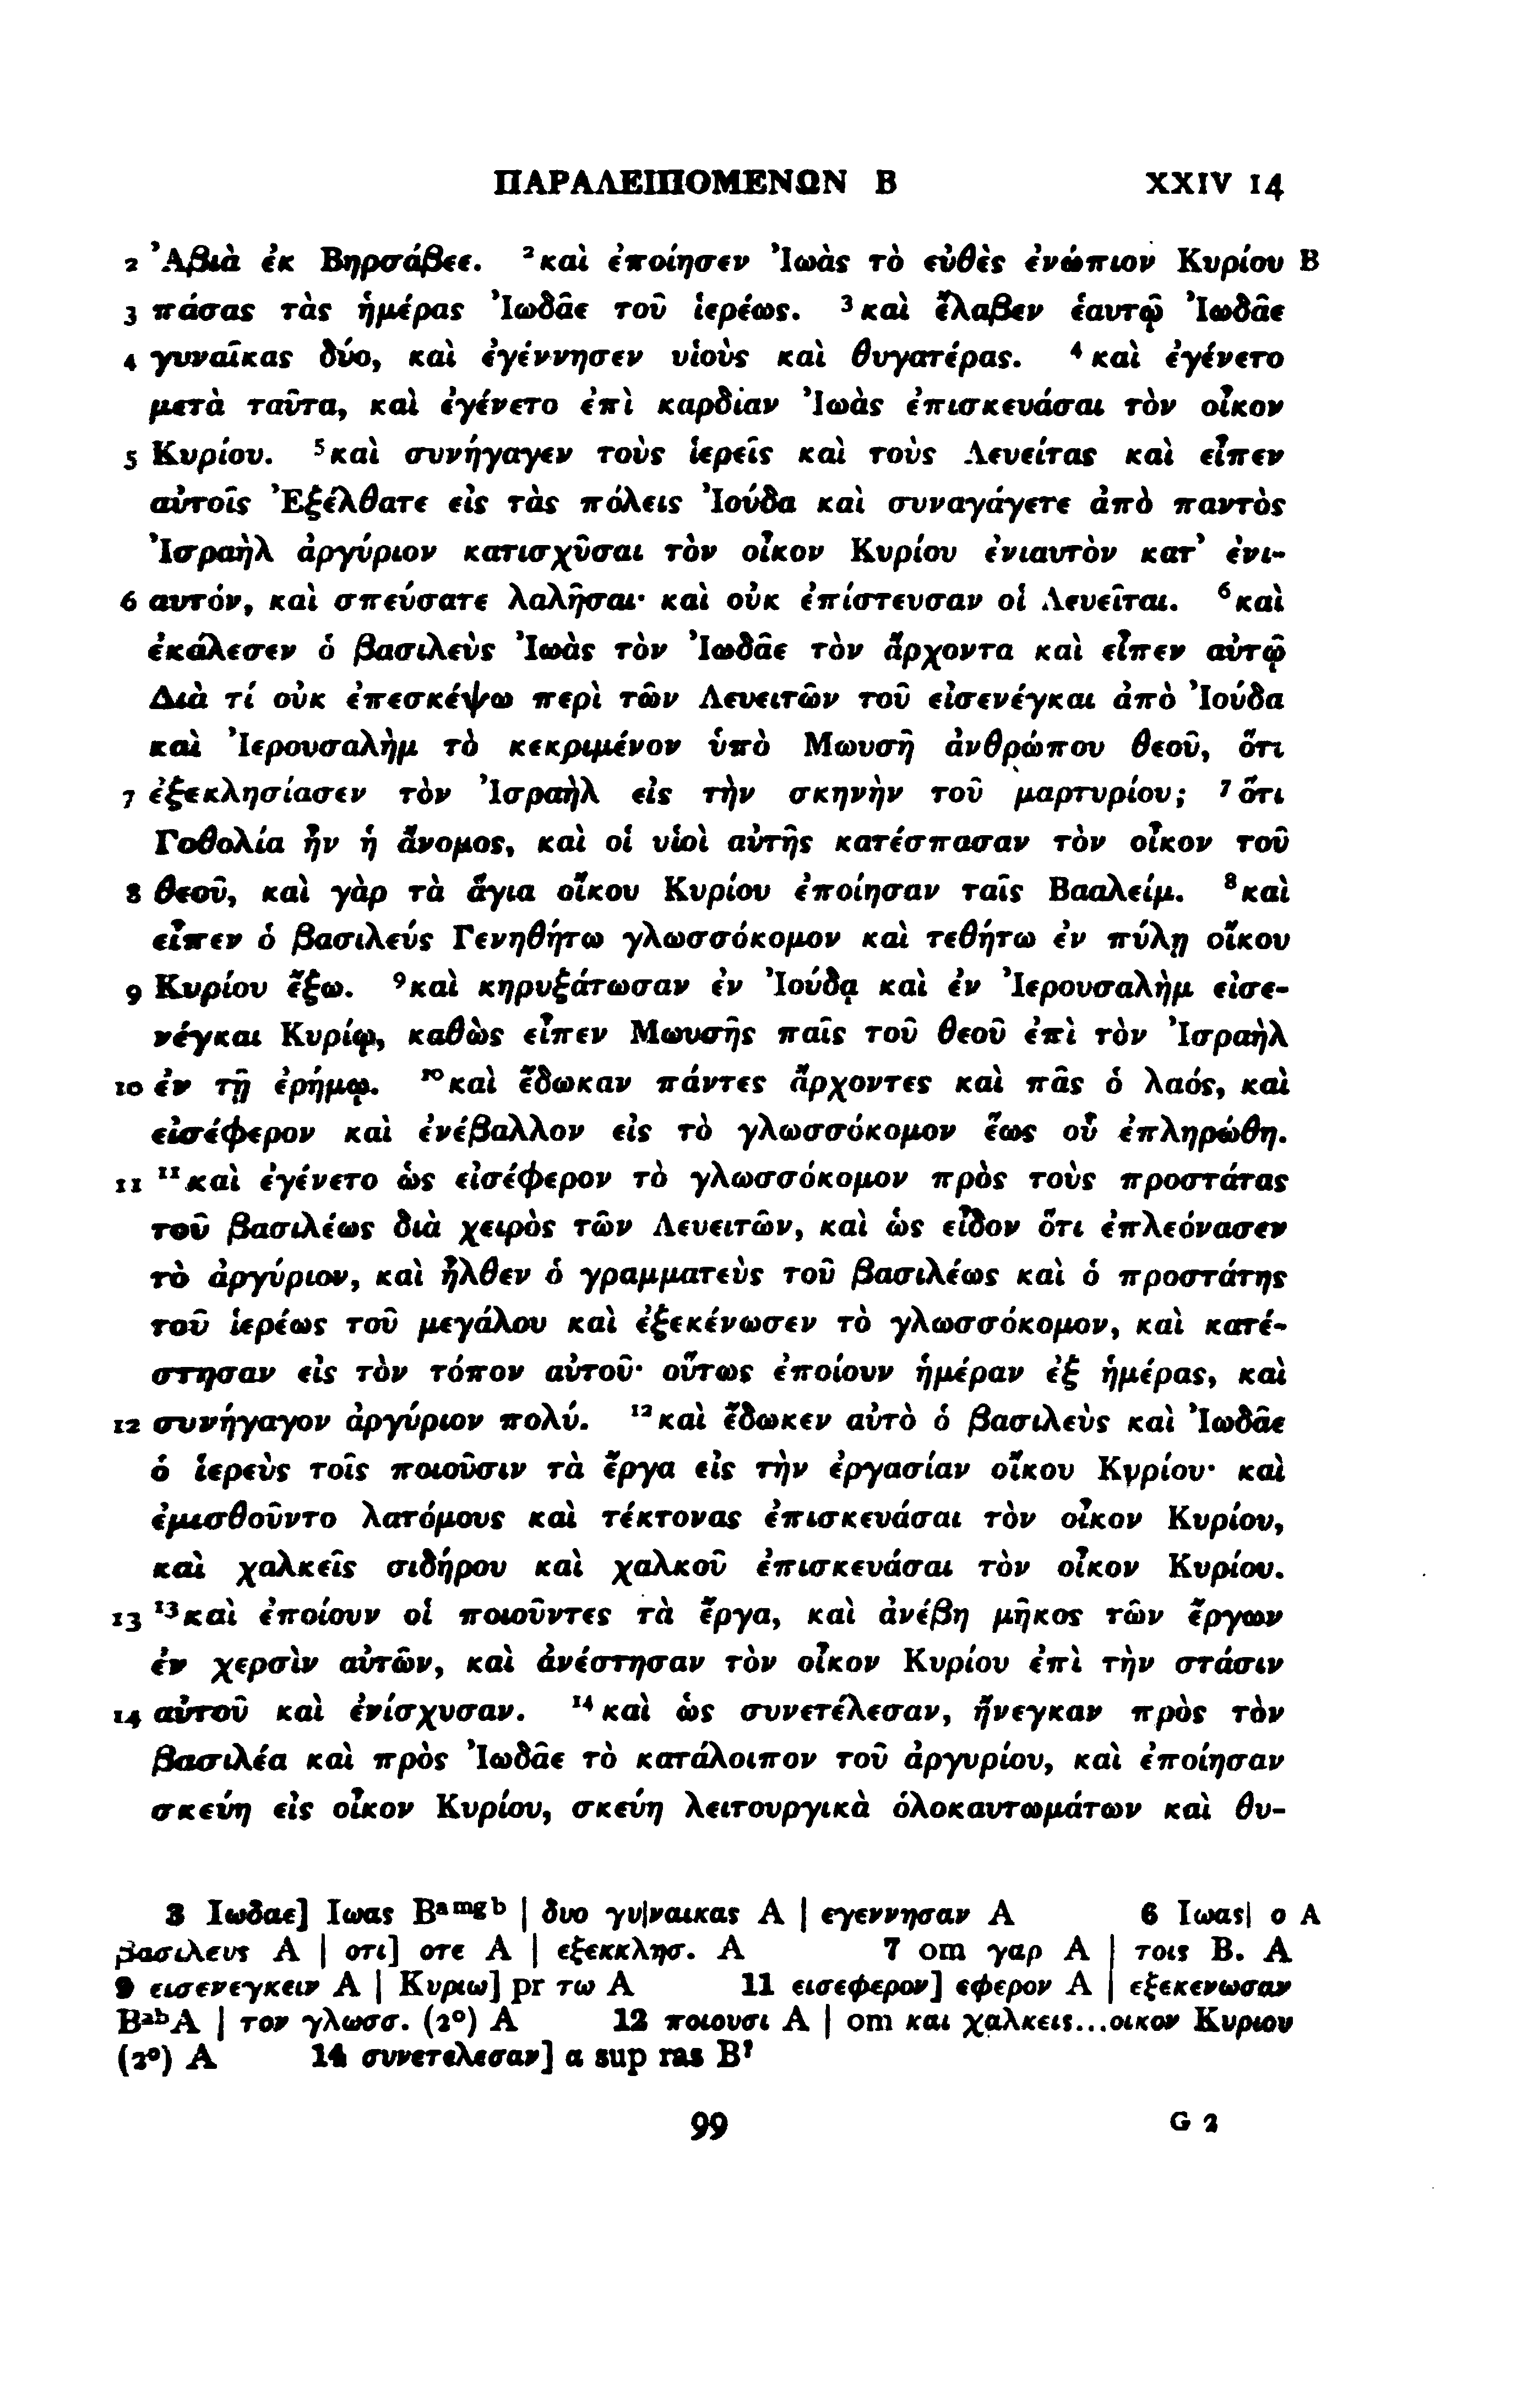 ΠΑΡΑΛΕΙΠΟΜΕΝΩΝ Β XXIV 14
2 Ἀβιὰ ἐκ Βηρσάβεε. ²καὶ ἐποίησεν Ἰωὰς τὸ εὐθὲς ἐνώπιον Κυρίου B
3 πάσας τὰς ἡμέρας Ἰωδᾶε τοῦ ἱερέως. ³καὶ ἔλαβεν ἑαυτῷ Ἰωδᾶε
4 γυναῖκας δύο, καὶ ἐγέννησεν υἱοὺς καὶ θυγατέρας. ⁴καὶ ἐγένετο
μετὰ ταῦτα, καὶ ἐγένετο ἐπὶ καρδίαν Ἰωὰς ἐπισκευάσαι τὸν οἶκον
5 Κυρίου. ⁵καὶ συνήγαγεν τοὺς ἱερεῖς καὶ τοὺς Λευείτας καὶ εἶπεν
αὐτοῖς Ἐξέλθατε εἰς τὰς πόλεις Ἰούδα καὶ συναγάγετε ἀπὸ παντὸς
Ἰσραὴλ ἀργύριον κατισχῦσαι τὸν οἶκον Κυρίου ἐνιαυτὸν κατ' ἐνι-
6 αυτόν, καὶ σπεύσατε λαλῆσαι· καὶ οὐκ ἐπίστευσαν οἱ Λευεῖται. ⁶καὶ
ἐκάλεσεν ὁ βασιλεὺς Ἰωὰς τὸν Ἰωδᾶε τὸν ἄρχοντα καὶ εἶπεν αὐτῷ
Διὰ τί οὐκ ἐπεσκέψω περὶ τῶν Λευειτῶν τοῦ εἰσενέγκαι ἀπὸ Ἰούδα
καὶ Ἰερουσαλὴμ τὸ κεκριμένον ὑπὸ Μωυσῆ ἀνθρώπου θεοῦ, ὅτι
7 ἐξεκλησίασεν τὸν Ἰσραὴλ εἰς τὴν σκηνὴν τοῦ μαρτυρίου; ⁷ὅτι
Γοθολία ἦν ἡ ἄνομος, καὶ οἱ υἱοὶ αὐτῆς κατέσπασαν τὸν οἶκον τοῦ
8 θεοῦ, καὶ γὰρ τὰ ἅγια οἴκου Κυρίου ἐποίησαν ταῖς Βααλείμ. ⁸καὶ
εἶπεν ὁ βασιλεύς Γενηθήτω γλωσσόκομον καὶ τεθήτω ἐν πύλῃ οἴκου
9 Κυρίου ἔξω. ⁹καὶ κηρυξάτωσαν ἐν Ἰούδᾳ καὶ ἐν Ἰερουσαλὴμ εἰσε-
νέγκαι Κυρίῳ, καθὼς εἶπεν Μωυσῆς παῖς τοῦ θεοῦ ἐπὶ τὸν Ἰσραὴλ
10 ἐν τῇ ἐρήμῳ. ¹⁰καὶ ἔδωκαν πάντες ἄρχοντες καὶ πᾶς ὁ λαός, καὶ
εἰσέφερον καὶ ἐνέβαλλον εἰς τὸ γλωσσόκομον ἕως οὗ ἐπληρώθη.
11 ¹¹καὶ ἐγένετο ὡς εἰσέφερον τὸ γλωσσόκομον πρὸς τοὺς προστάτας
τοῦ βασιλέως διὰ χειρὸς τῶν Λευειτῶν, καὶ ὡς εἶδον ὅτι ἐπλεόνασεν
τὸ ἀργύριον, καὶ ἦλθεν ὁ γραμματεὺς τοῦ βασιλέως καὶ ὁ προστάτης
τοῦ ἱερέως τοῦ μεγάλου καὶ ἐξεκένωσεν τὸ γλωσσόκομον, καὶ κατέ-
στησαν εἰς τὸν τόπον αὐτοῦ· οὕτως ἐποίουν ἡμέραν ἐξ ἡμέρας, καὶ
12 συνήγαγον ἀργύριον πολύ. ¹²καὶ ἔδωκεν αὐτὸ ὁ βασιλεὺς καὶ Ἰωδᾶε
ὁ ἱερεὺς τοῖς ποιοῦσιν τὰ ἔργα εἰς τὴν ἐργασίαν οἴκου Κυρίου· καὶ
ἐμισθοῦντο λατόμους καὶ τέκτονας ἐπισκευάσαι τὸν οἶκον Κυρίου,
καὶ χαλκεῖς σιδήρου καὶ χαλκοῦ ἐπισκευάσαι τὸν οἶκον Κυρίου.
13 ¹³καὶ ἐποίουν οἱ ποιοῦντες τὰ ἔργα, καὶ ἀνέβη μῆκος τῶν ἔργων
ἐν χερσὶν αὐτῶν, καὶ ἀνέστησαν τὸν οἶκον Κυρίου ἐπὶ τὴν στάσιν
14 αὐτοῦ καὶ ἐνίσχυσαν. ¹⁴καὶ ὡς συνετέλεσαν, ἤνεγκαν πρὸς τὸν
βασιλέα καὶ πρὸς Ἰωδᾶε τὸ κατάλοιπον τοῦ ἀργυρίου, καὶ ἐποίησαν
σκεύη εἰς οἶκον Κυρίου, σκεύη λειτουργικὰ ὁλοκαυτωμάτων καὶ θυ-
3 Ιωδαε] Ιωας Bᵃᵐᵍᵇ | δυο γυ|ναικας A | εγεννησαν A 6 Ιωας| ο A
βασιλευς A | οτι] οτε A | εξεκκλησ. A 7 om γαρ A | τοις Β. A
9 εισενεγκειν A | Κυριω] pr τω A 11 εισεφερον] εφερον A | εξεκενωσαν
BᵃᵇA | τον γλωσσ. (2°) A 12 ποιουσι A | om και χαλκεις...οικον Κυριου
(2°) A 14 συνετελεσαν] α sup ras B?
99 G 2